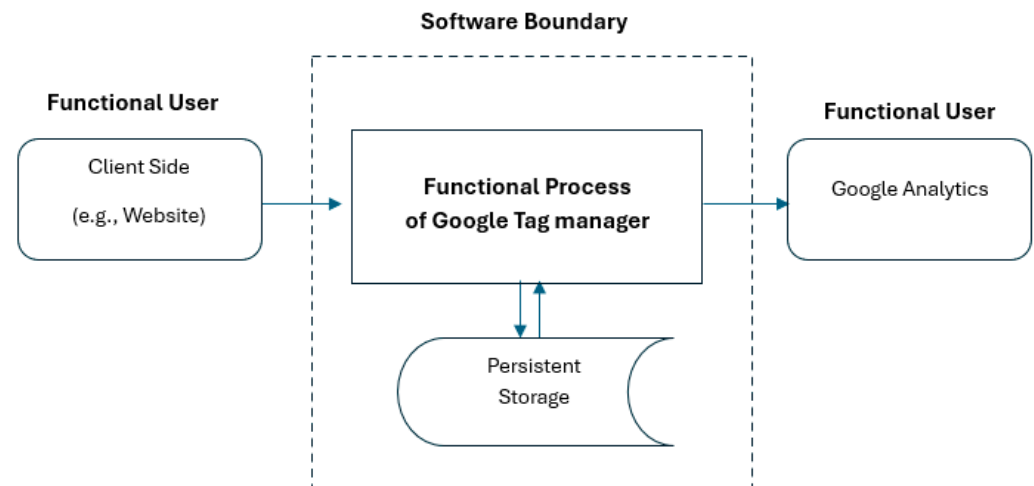 Software Boundary
Functional User
Client Side
(e.g., Website)
Functional Process
of Google Tag manager
Functional User
Google Analytics
Persistent
Storage